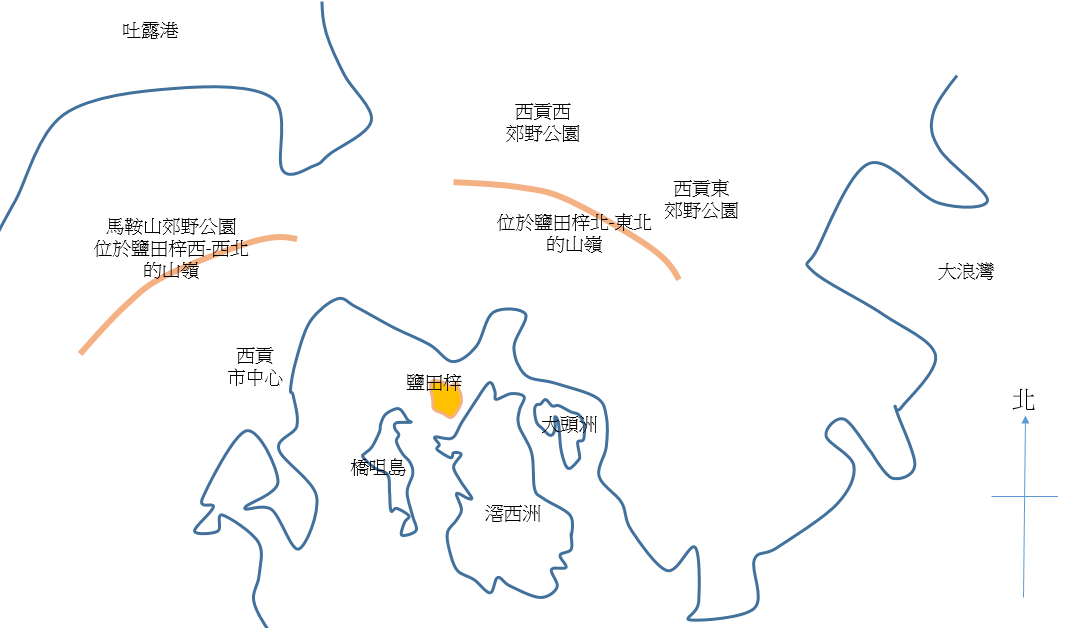 吐露港
西貢西
郊野公園
西貢東
郊野公園
馬鞍山郊野公園
位於鹽田梓西-西北
的山嶺
位於鹽田梓北-東北
的山嶺
大浪灣
西貢
市中心
鹽田梓
北
大頭洲
橋咀島
滘西洲